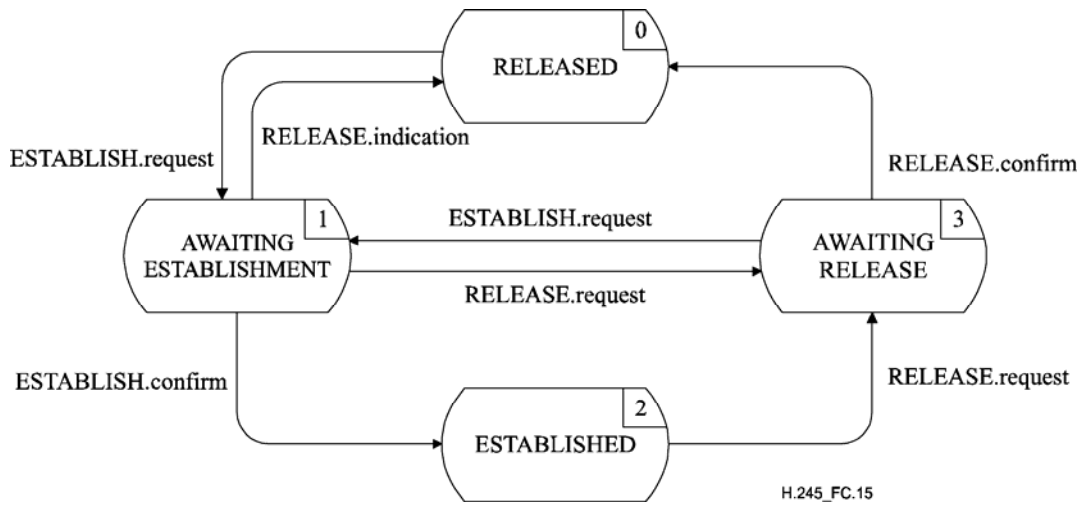 0
RELEASED
RELEASE.indication
ESTABLISH.request
RELEASE.confirm
1
AWAITING
ESTABLISHMENT
ESTABLISH.request
RELEASE.request
3
AWAITING
RELEASE
ESTABLISH.confirm
RELEASE.request
2
ESTABLISHED
H.245_FC.15